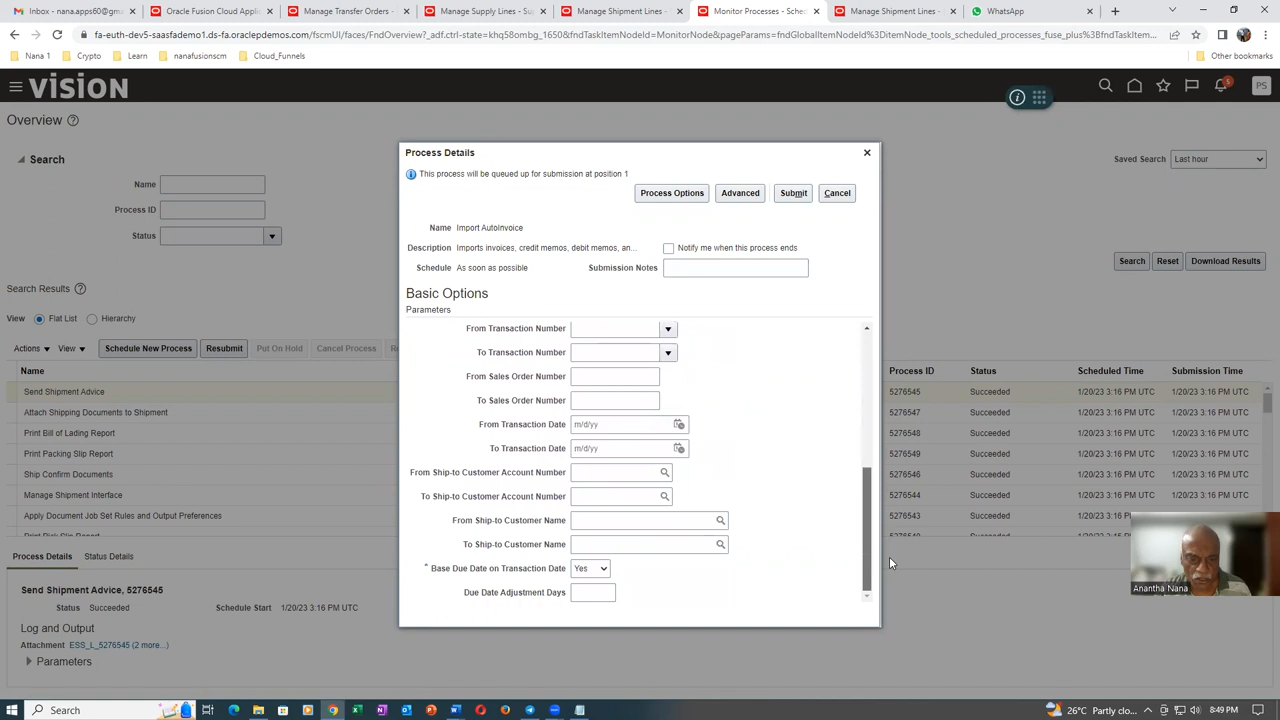 Inbox - nana.apps60@gm
Oracle Fusion Cloud Applic
Manage Transfer Orders -
Manage Supply Lines - Sup
Manage Shipment Lines -
Monitor Processes - Sched
Manage Shipment Lines -
WhatsApp
fa-euth-dev5-saasfademo1.ds-fa.oraclepdemos.com/fscmUI/faces/FndOverview?_adf.ctrl-state=khq58ombg_1650&fndTaskItemNodeId=MonitorNode&pageParams=fndGlobalItemNodeId%3DitemNode_tools_scheduled_processes_fuse_plus%3BfndTaskItem...
Nana 1
Crypto
Learn
nanafusionscm
Cloud_Funnels
Other bookmarks
VISION
5
PS
Overview
Search
Saved Search Last hour
Name
Process ID
Status
Search Reset Download Results
Search Results
View Flat List Hierarchy
Actions View Schedule New Process Resubmit Put On Hold Cancel Process
Name Process ID Status Scheduled Time Submission Time
Send Shipment Advice 5276545 Succeeded 1/20/23 3:16 PM UTC 1/20/23 3:16 PM UTC
Attach Shipping Documents to Shipment 5276547 Succeeded 1/20/23 3:16 PM UTC 1/20/23 3:16 PM UTC
Print Bill of Lading Report 5276548 Succeeded 1/20/23 3:16 PM UTC 1/20/23 3:16 PM UTC
Print Packing Slip Report 5276549 Succeeded 1/20/23 3:16 PM UTC 1/20/23 3:16 PM UTC
Ship Confirm Documents 5276546 Succeeded 1/20/23 3:16 PM UTC 1/20/23 3:16 PM UTC
Manage Shipment Interface 5276544 Succeeded 1/20/23 3:16 PM UTC 1/20/23 3:16 PM UTC
Apply Document Job Set Rules and Output Preferences 5276543 Succeeded 1/20/23 3:16 PM UTC 1/20/23 3:16 PM UTC
Process Details Status Details
Send Shipment Advice, 5276545
Status Succeeded Schedule Start 1/20/23 3:16 PM UTC
Log and Output
Attachment ESS_L_5276545 (2 more...)
Parameters
Process Details
This process will be queued up for submission at position 1
Process Options Advanced Submit Cancel
Name Import AutoInvoice
Description Imports invoices, credit memos, debit memos, an... Notify me when this process ends
Schedule As soon as possible Submission Notes
Basic Options
Parameters
From Transaction Number
To Transaction Number
From Sales Order Number
To Sales Order Number
From Transaction Date m/d/yy
To Transaction Date m/d/yy
From Ship-to Customer Account Number
To Ship-to Customer Account Number
From Ship-to Customer Name
To Ship-to Customer Name
* Base Due Date on Transaction Date Yes
Due Date Adjustment Days
Anantha Nana
Search
26°C Partly clou...
8:49 PM